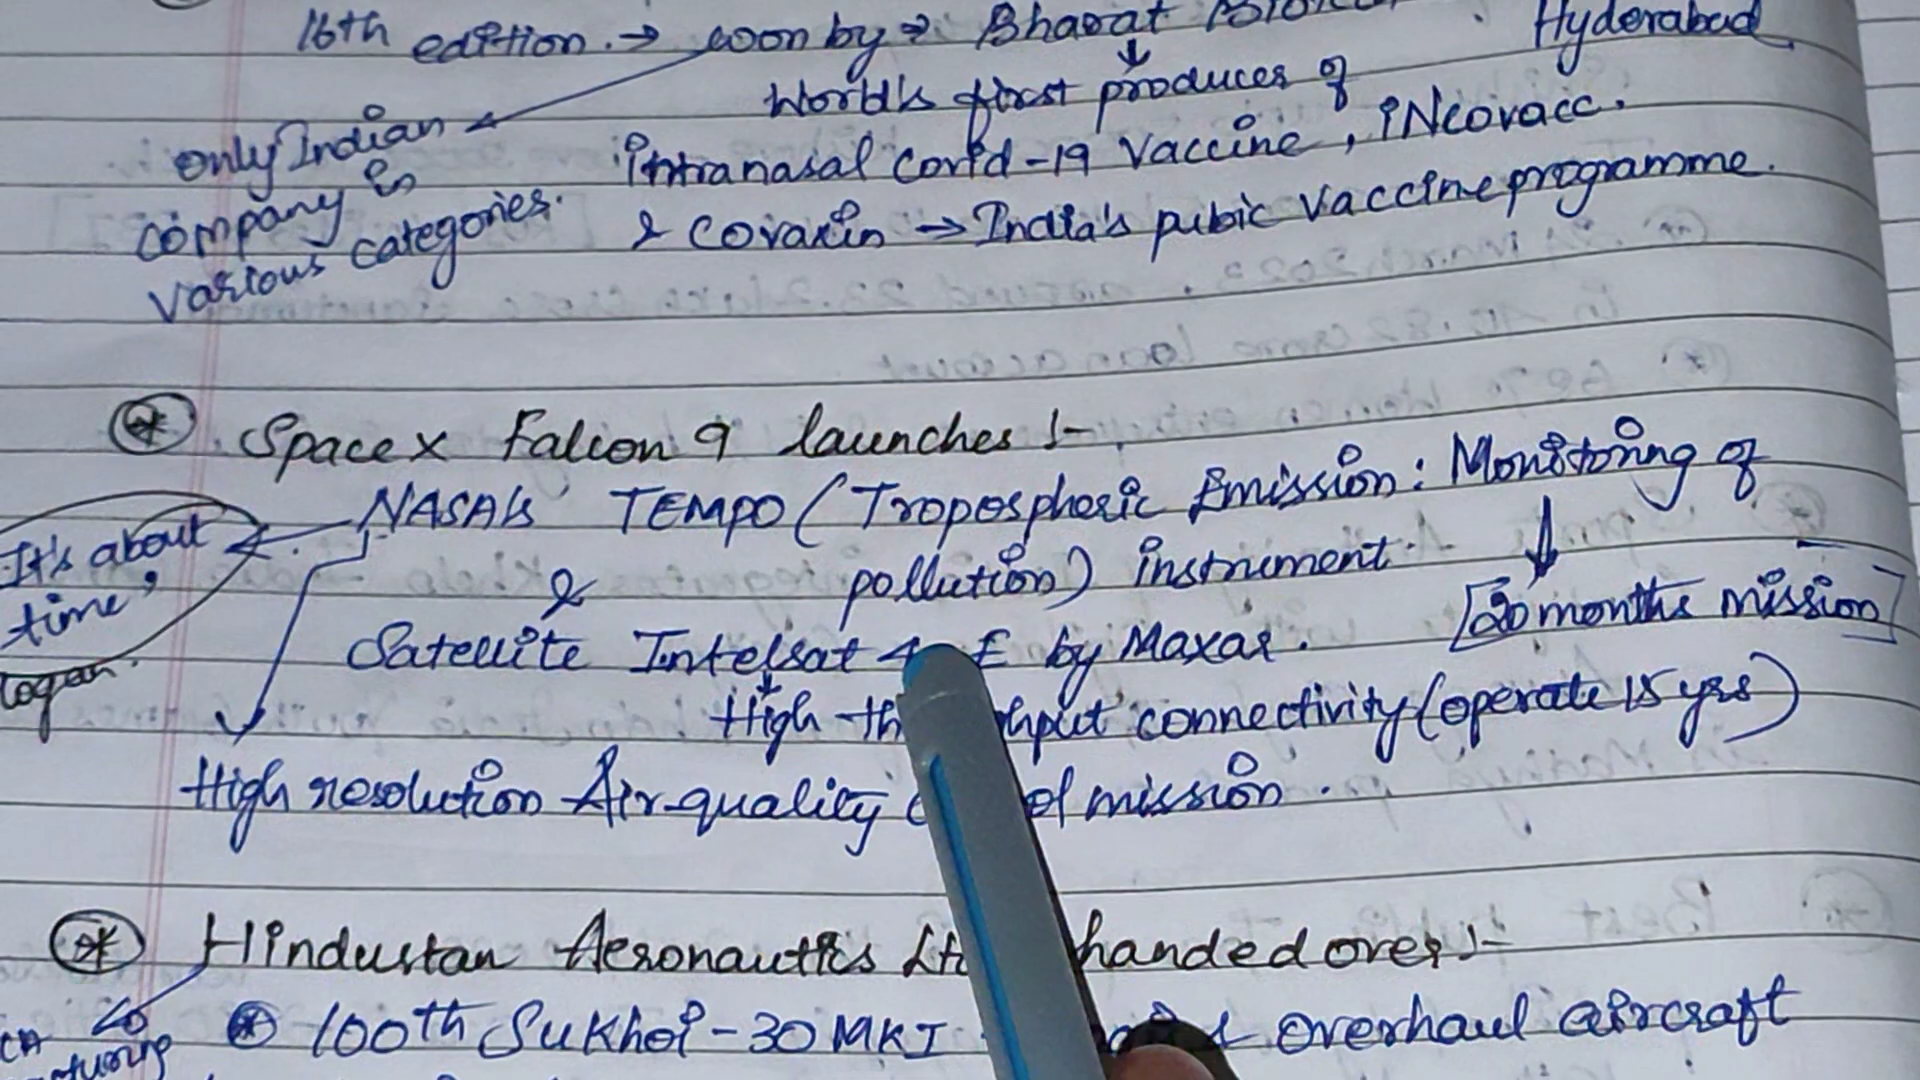 16th edition. → won by → Bharat Hyderabad
World's first produces of
only Indian company in various categories.
intranasal covid-19 Vaccine, iNcovacc.
& Covaxin → India's pubic vaccine programme.
Spacex Falcon 9 launches :-
NASA's TEMPO (Tropospheric Emission: Monitoring of
pollution) instrument.
It's about time,
& [20 months mission]
Satellite Intelsat E by Maxar.
High connectivity (operate 15 yrs)
High resolution Air-quality mission.
Hindustan Aeronautics handed over :-
100th Sukhoi-30 MKI & overhaul aircraft